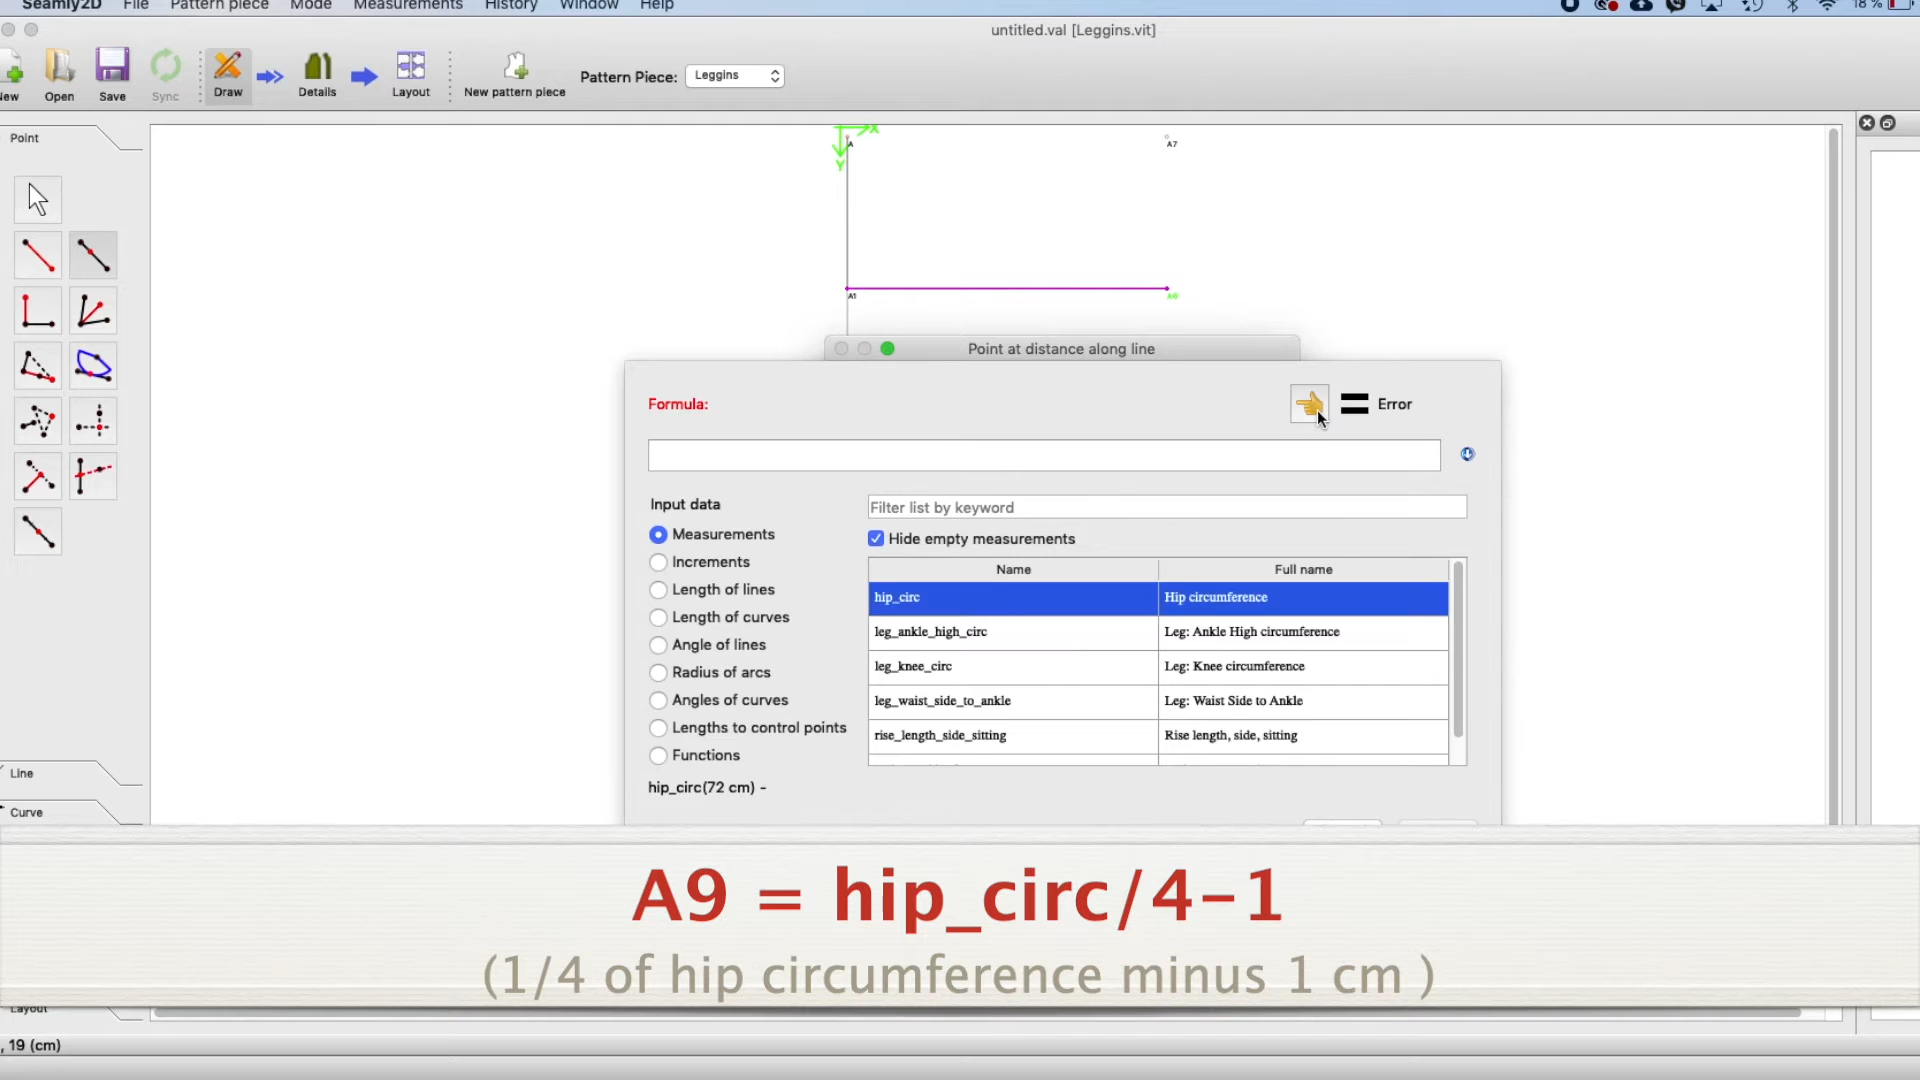 Seamly2D File Pattern piece Mode Measurements History Window Help 18 %
untitled.val [Leggins.vit]
New Open Save Sync Draw Details Layout New pattern piece Pattern Piece: Leggins
Point
X
A A7
Y
A1
Point at distance along line
Formula: Error
Input data Filter list by keyword
Measurements Hide empty measurements
Increments Name Full name
Length of lines hip_circ Hip circumference
Length of curves leg_ankle_high_circ Leg: Ankle High circumference
Angle of lines leg_knee_circ Leg: Knee circumference
Radius of arcs
Angles of curves leg_waist_side_to_ankle Leg: Waist Side to Ankle
Lengths to control points rise_length_side_sitting Rise length, side, sitting
Functions
Line
hip_circ(72 cm) -
Curve
A9 = hip_circ/4-1
(1/4 of hip circumference minus 1 cm )
Layout
, 19 (cm)